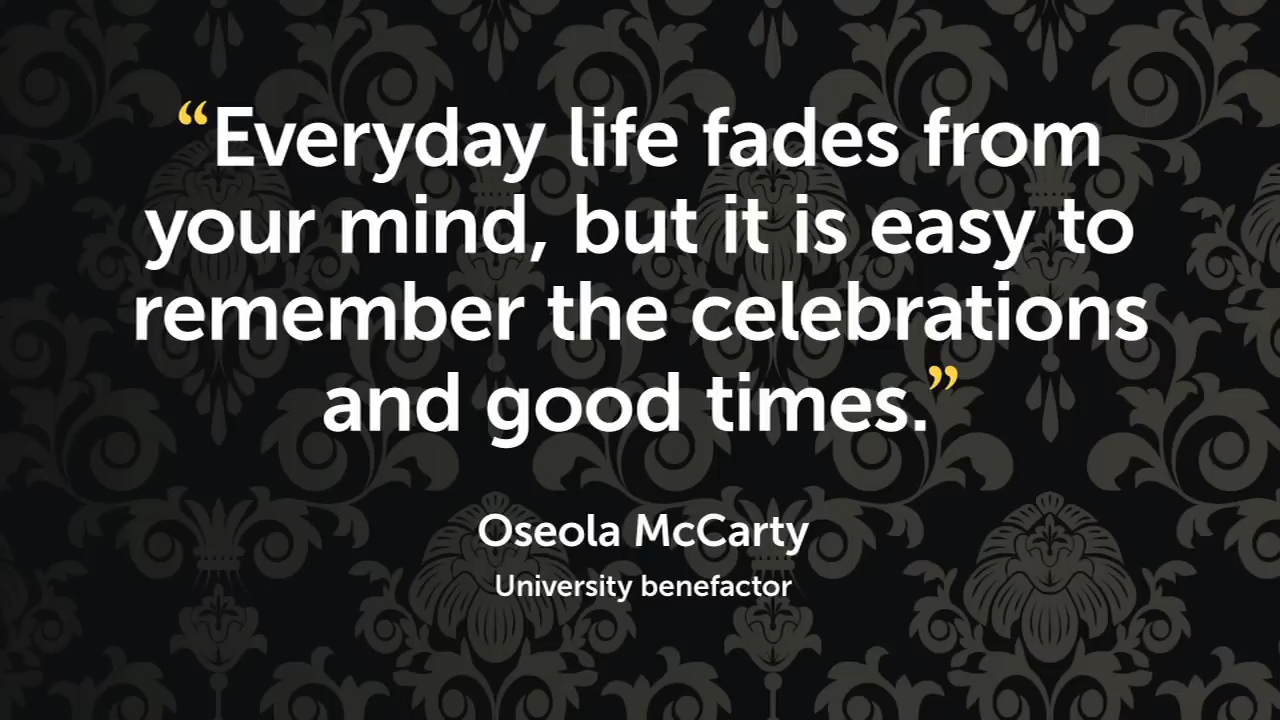 “Everyday life fades from
your mind, but it is easy to
remember the celebrations
and good times.”
Oseola McCarty
University benefactor